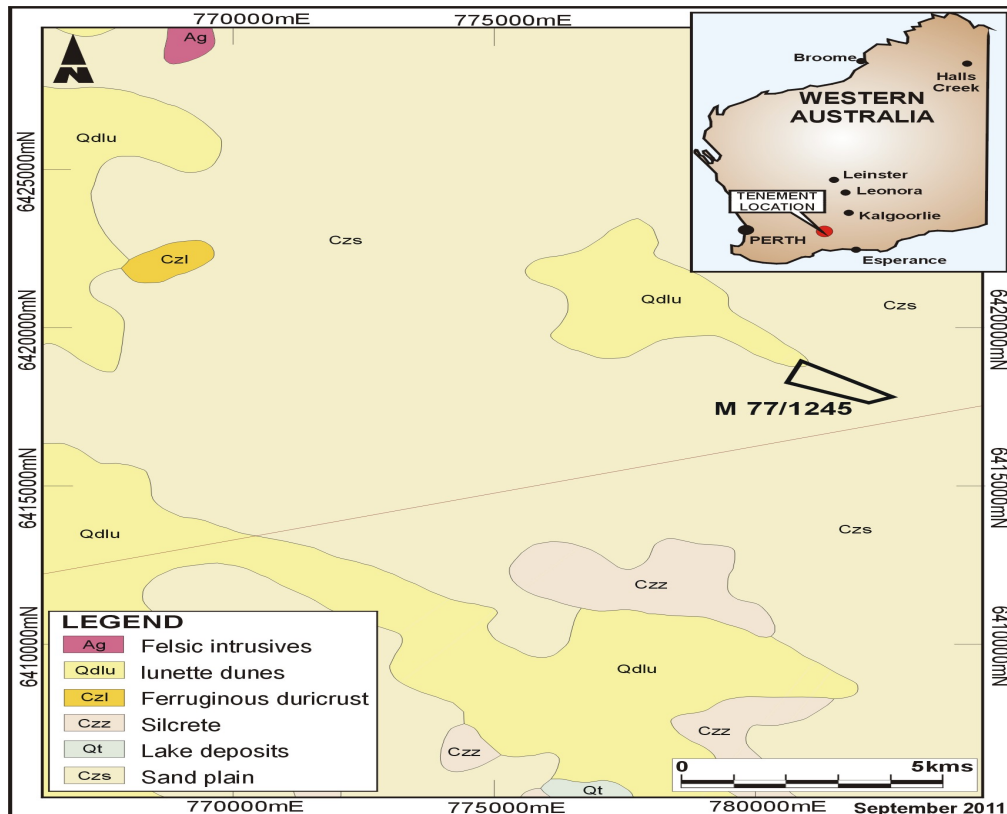 770000mE
775000mE
Ag
N
Qdlu
6425000mN
Czs
Czl
Qdlu
Czs
6420000mN
6420000mN
M 77/1245
Broome
Halls
Creek
WESTERN
AUSTRALIA
Leinster
Leonora
TENEMENT
LOCATION
Kalgoorlie
PERTH
Esperance
6415000mN
6415000mN
Qdlu
Czs
Czz
6410000mN
6410000mN
Qdlu
Czz
Czz
Qt
LEGEND
Ag Felsic intrusives
Qdlu lunette dunes
Czl Ferruginous duricrust
Czz Silcrete
Qt Lake deposits
Czs Sand plain
0 5kms
770000mE
775000mE
780000mE
September 2011